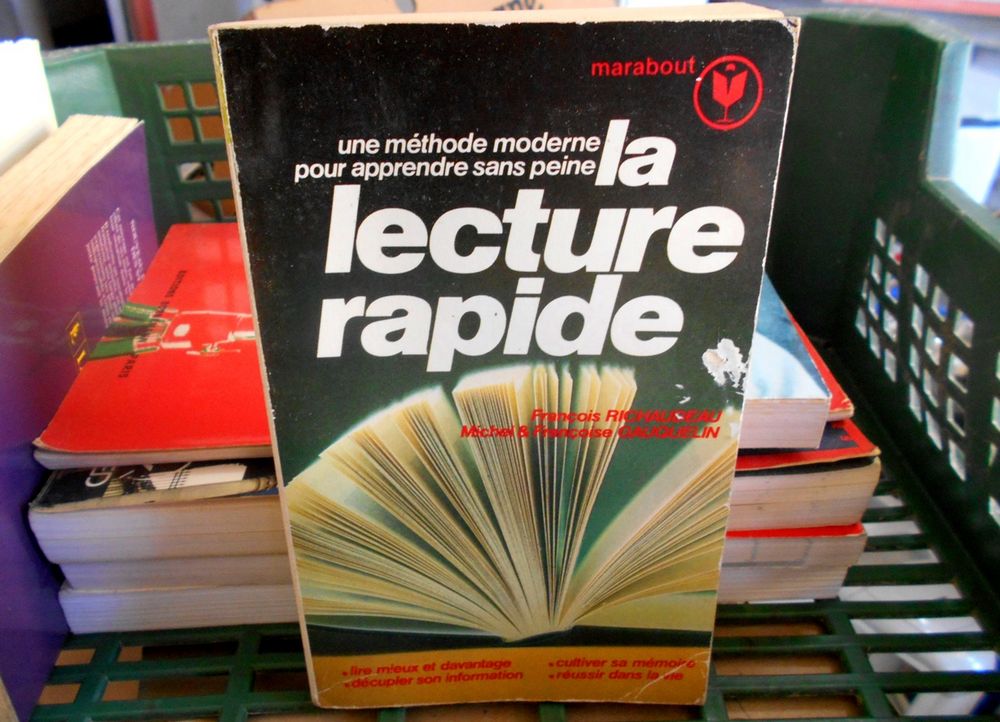 marabout
une méthode moderne
pour apprendre sans peine
la
lecture
rapide
François RICHAUDEAU
Michel & Françoise GAUQUELIN
• lire mieux et davantage
• décupler son information
• cultiver sa mémoire
• réussir dans la vie